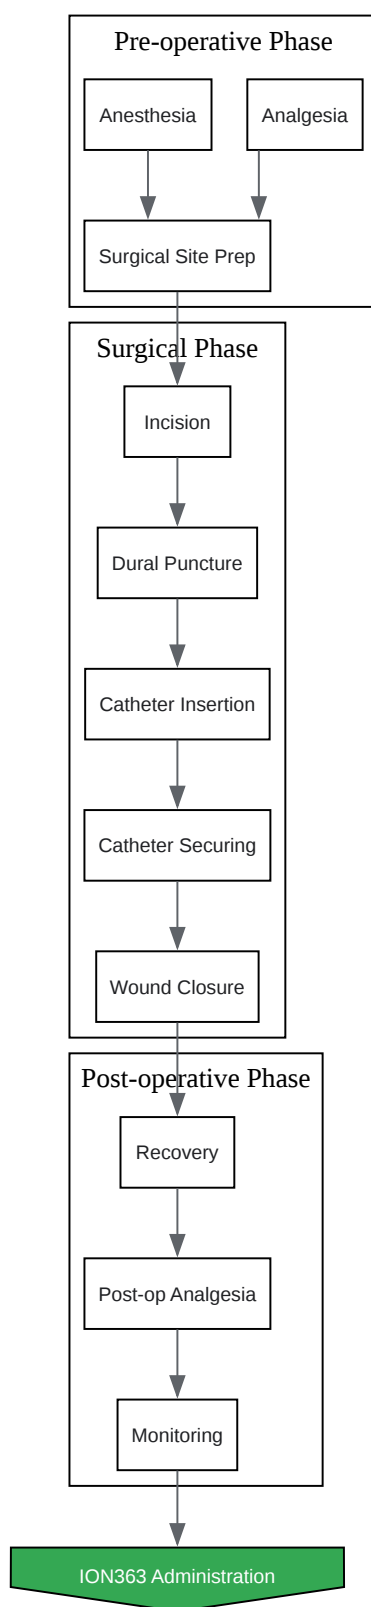 Pre-operative Phase
Anesthesia
Analgesia
Surgical Site Prep
Surgical Phase
Incision
Dural Puncture
Catheter Insertion
Catheter Securing
Wound Closure
Post-operative Phase
Recovery
Post-op Analgesia
Monitoring
ION363 Administration